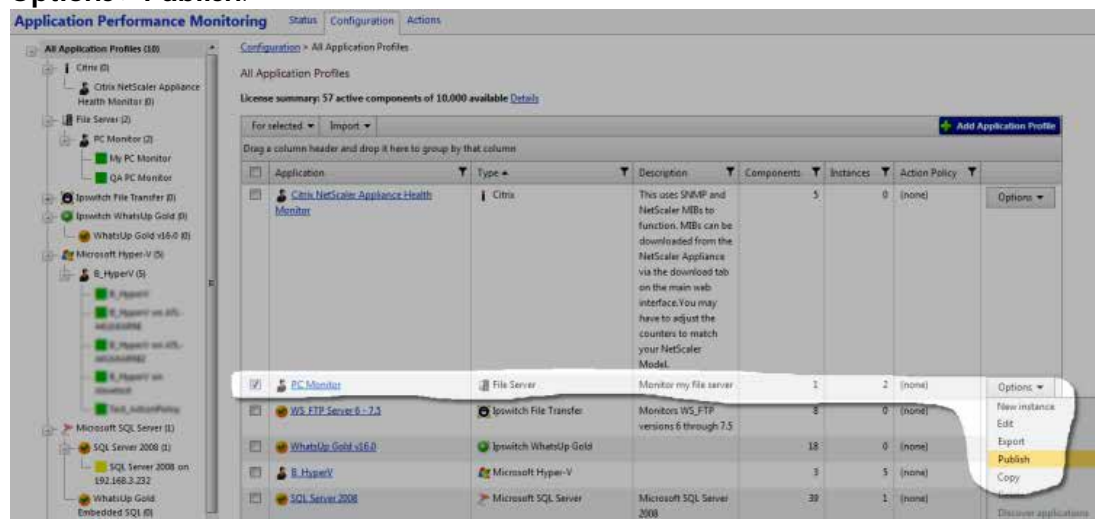 Options > Publish.
Application Performance Monitoring Status Configuration Actions
All Application Profiles (10)
Citrix (0)
Citrix NetScaler Appliance
Health Monitor (0)
File Server (2)
PC Monitor (2)
My PC Monitor
QA PC Monitor
Ipswitch File Transfer (0)
Ipswitch WhatsUp Gold (0)
WhatsUp Gold v16.0 (0)
Microsoft Hyper-V (5)
B_HyperV (5)
Test_ActionPolicy
Microsoft SQL Server (1)
SQL Server 2008 (1)
SQL Server 2008 on
192.168.3.232
WhatsUp Gold
Embedded SQL (0)
Configuration > All Application Profiles
All Application Profiles
License summary: 57 active components of 10,000 available Details
For selected Import Add Application Profile
Drag a column header and drop it here to group by that column
Application Type Description Components Instances Action Policy
Citrix NetScaler Appliance Health Citrix This uses SNMP and 5 0 (none) Options
Monitor NetScaler MIBs to
function. MIBs can be
downloaded from the
NetScaler Appliance
via the download tab
on the main web
interface.You may
have to adjust the
counters to match
your NetScaler
Model.
PC Monitor File Server Monitor my file server 1 2 (none) Options
WS_FTP Server 6 - 7.5 Ipswitch File Transfer Monitors WS_FTP 8 0 (none)
versions 6 through 7.5
WhatsUp Gold v16.0 Ipswitch WhatsUp Gold 18 0 (none)
B_HyperV Microsoft Hyper-V 3 5 (none)
SQL Server 2008 Microsoft SQL Server Microsoft SQL Server 39 1 (none)
2008
New instance
Edit
Export
Publish
Copy
Discover applications